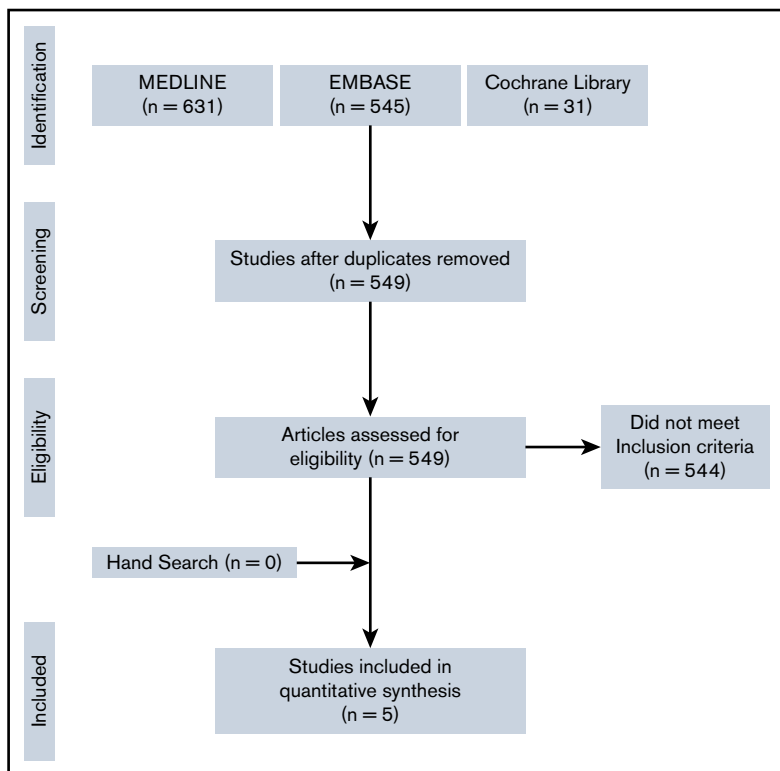 Identification
MEDLINE
(n = 631)
EMBASE
(n = 545)
Cochrane Library
(n = 31)
Screening
Studies after duplicates removed
(n = 549)
Eligibility
Articles assessed for
eligibility (n = 549)
Did not meet
Inclusion criteria
(n = 544)
Hand Search (n = 0)
Included
Studies included in
quantitative synthesis
(n = 5)